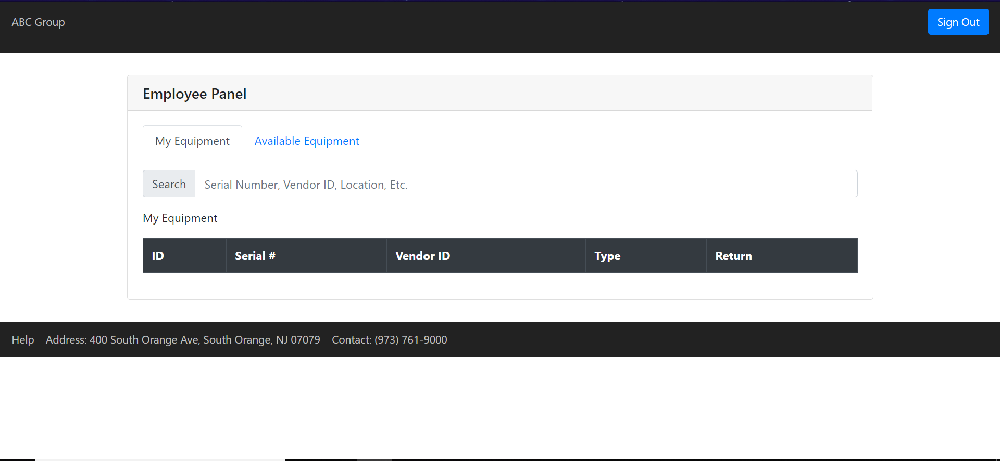 ABC Group Sign Out
Employee Panel
My Equipment Available Equipment
Search Serial Number, Vendor ID, Location, Etc.
My Equipment
ID Serial # Vendor ID Type Return
Help Address: 400 South Orange Ave, South Orange, NJ 07079 Contact: (973) 761-9000